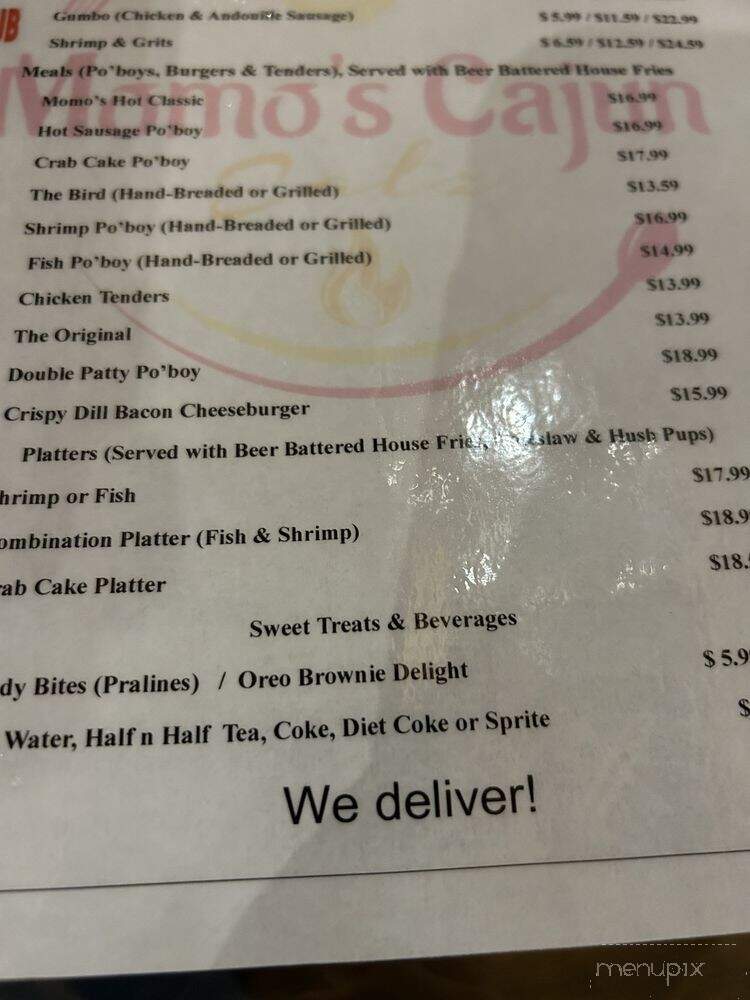 Gumbo (Chicken & Andouille Sausage) $ 5.99 / $11.59 / $22.99
Shrimp & Grits $ 6.59 / $12.59 / $24.59
Meals (Po'boys, Burgers & Tenders), Served with Beer Battered House Fries
Momo's Cajun
Momo's Hot Classic $16.99
Hot Sausage Po'boy $16.99
Crab Cake Po'boy $17.99
The Bird (Hand-Breaded or Grilled) $13.59
Shrimp Po'boy (Hand-Breaded or Grilled) $16.99
Fish Po'boy (Hand-Breaded or Grilled) $14.99
Chicken Tenders $13.99
The Original $13.99
Double Patty Po'boy $18.99
Crispy Dill Bacon Cheeseburger $15.99
Platters (Served with Beer Battered House & Hush Pups)
hrimp or Fish $17.99
ombination Platter (Fish & Shrimp) $18.9
rab Cake Platter $18.
Sweet Treats & Beverages
dy Bites (Pralines) / Oreo Brownie Delight $ 5.9
Water, Half n Half Tea, Coke, Diet Coke or Sprite $
We deliver!
menupix